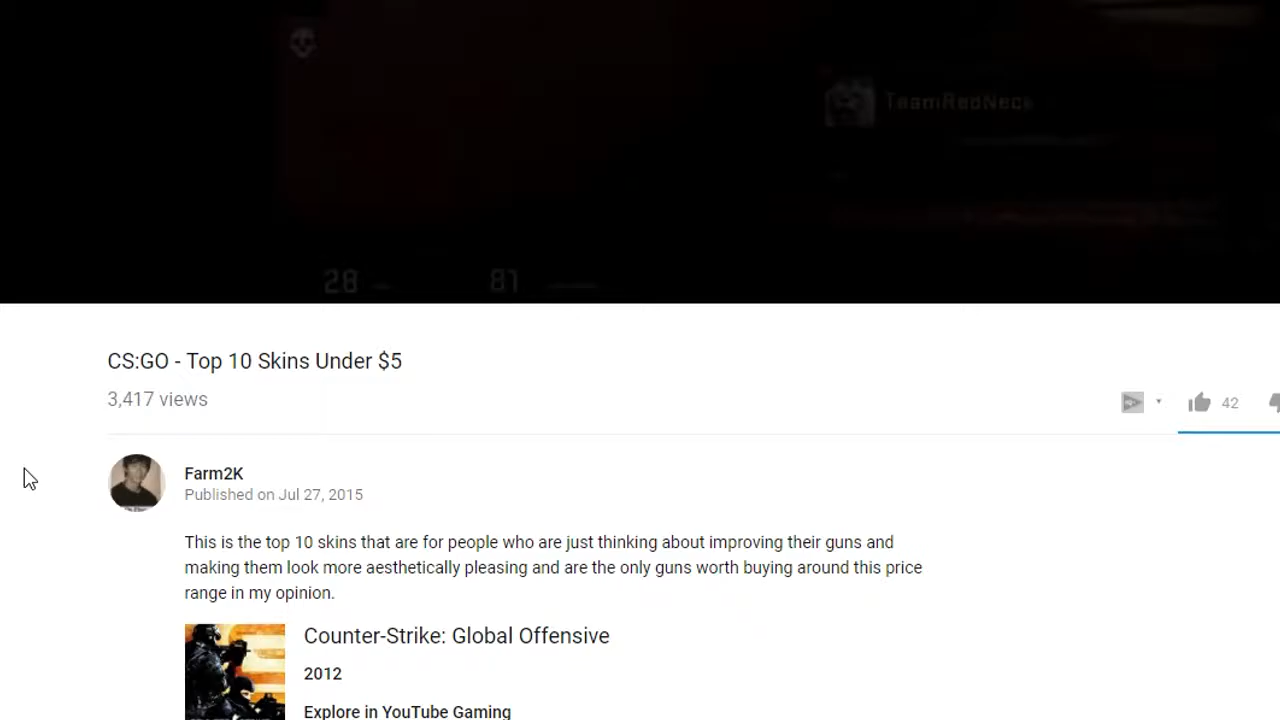 TeamRedNeck
28 81
CS:GO - Top 10 Skins Under $5
3,417 views
42
Farm2K
Published on Jul 27, 2015
This is the top 10 skins that are for people who are just thinking about improving their guns and
making them look more aesthetically pleasing and are the only guns worth buying around this price
range in my opinion.
Counter-Strike: Global Offensive
2012
Explore in YouTube Gaming